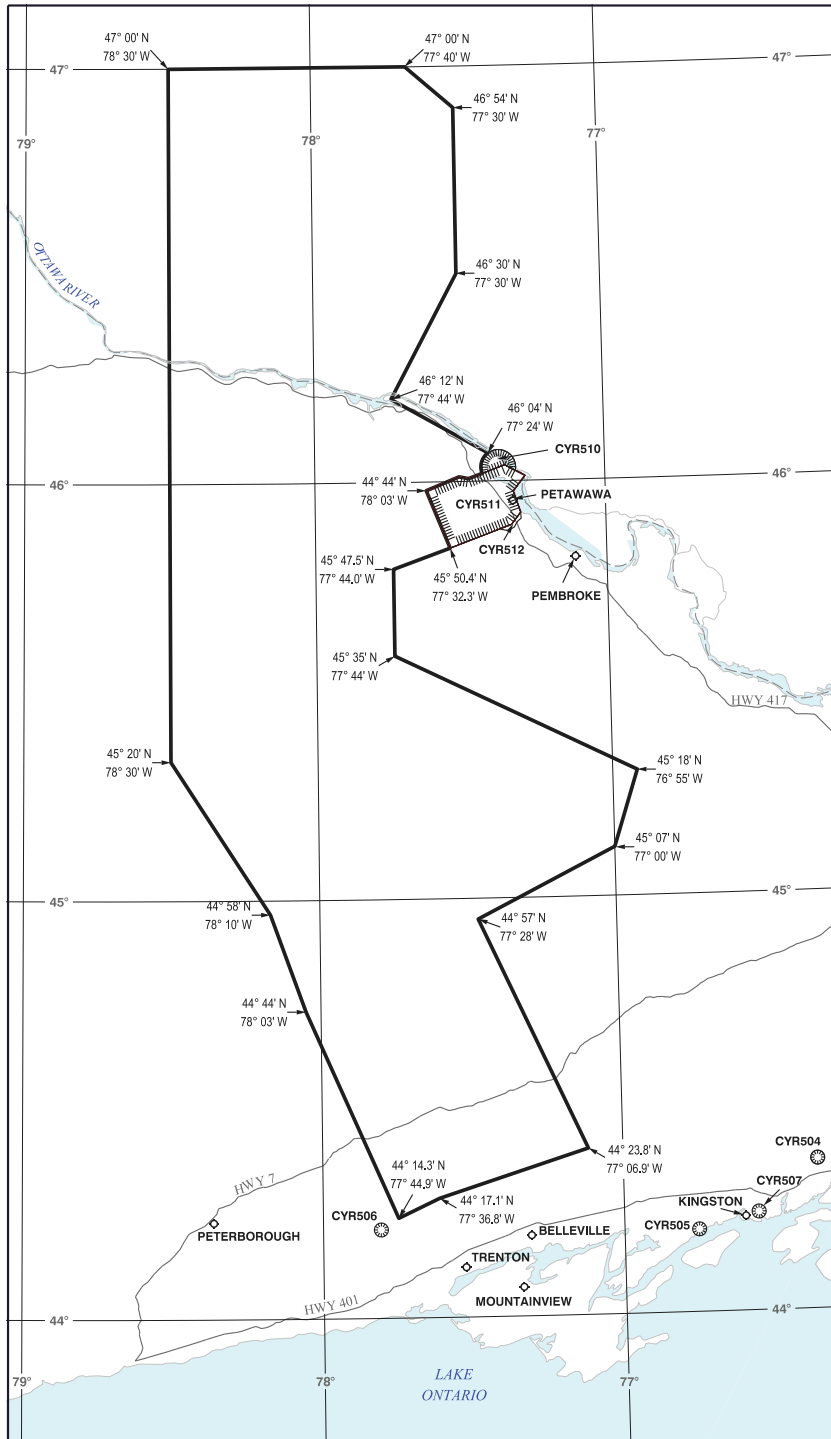 47° 00' N
78° 30' W
47° 00' N
77° 40' W
47°
47°
46° 54' N
77° 30' W
79°
78°
77°
OTTAWA RIVER
46° 30' N
77° 30' W
46° 12' N
77° 44' W
46° 04' N
77° 24' W
CYR510
46°
44° 44' N
78° 03' W
46°
CYR511
PETAWAWA
CYR512
45° 47.5' N
77° 44.0' W
45° 50.4' N
77° 32.3' W
PEMBROKE
45° 35' N
77° 44' W
HWY 417
45° 20' N
78° 30' W
45° 18' N
76° 55' W
45° 07' N
77° 00' W
45°
45°
44° 58' N
78° 10' W
44° 57' N
77° 28' W
44° 44' N
78° 03' W
44° 23.8' N
77° 06.9' W
CYR504
44° 14.3' N
77° 44.9' W
44° 17.1' N
77° 36.8' W
HWY 7
CYR507
KINGSTON
CYR506
CYR505
PETERBOROUGH
BELLEVILLE
TRENTON
MOUNTAINVIEW
HWY 401
44°
44°
LAKE
ONTARIO
79°
78°
77°